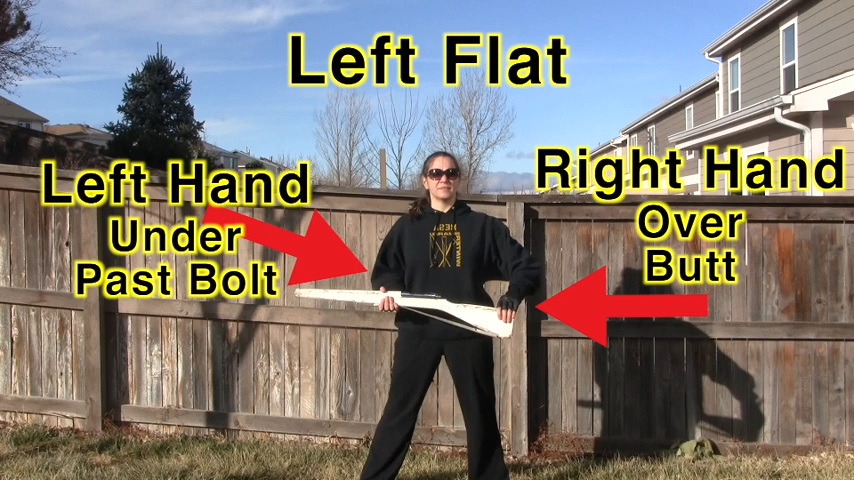 Left Flat
Left Hand
Under
Past Bolt
Right Hand
Over
Butt